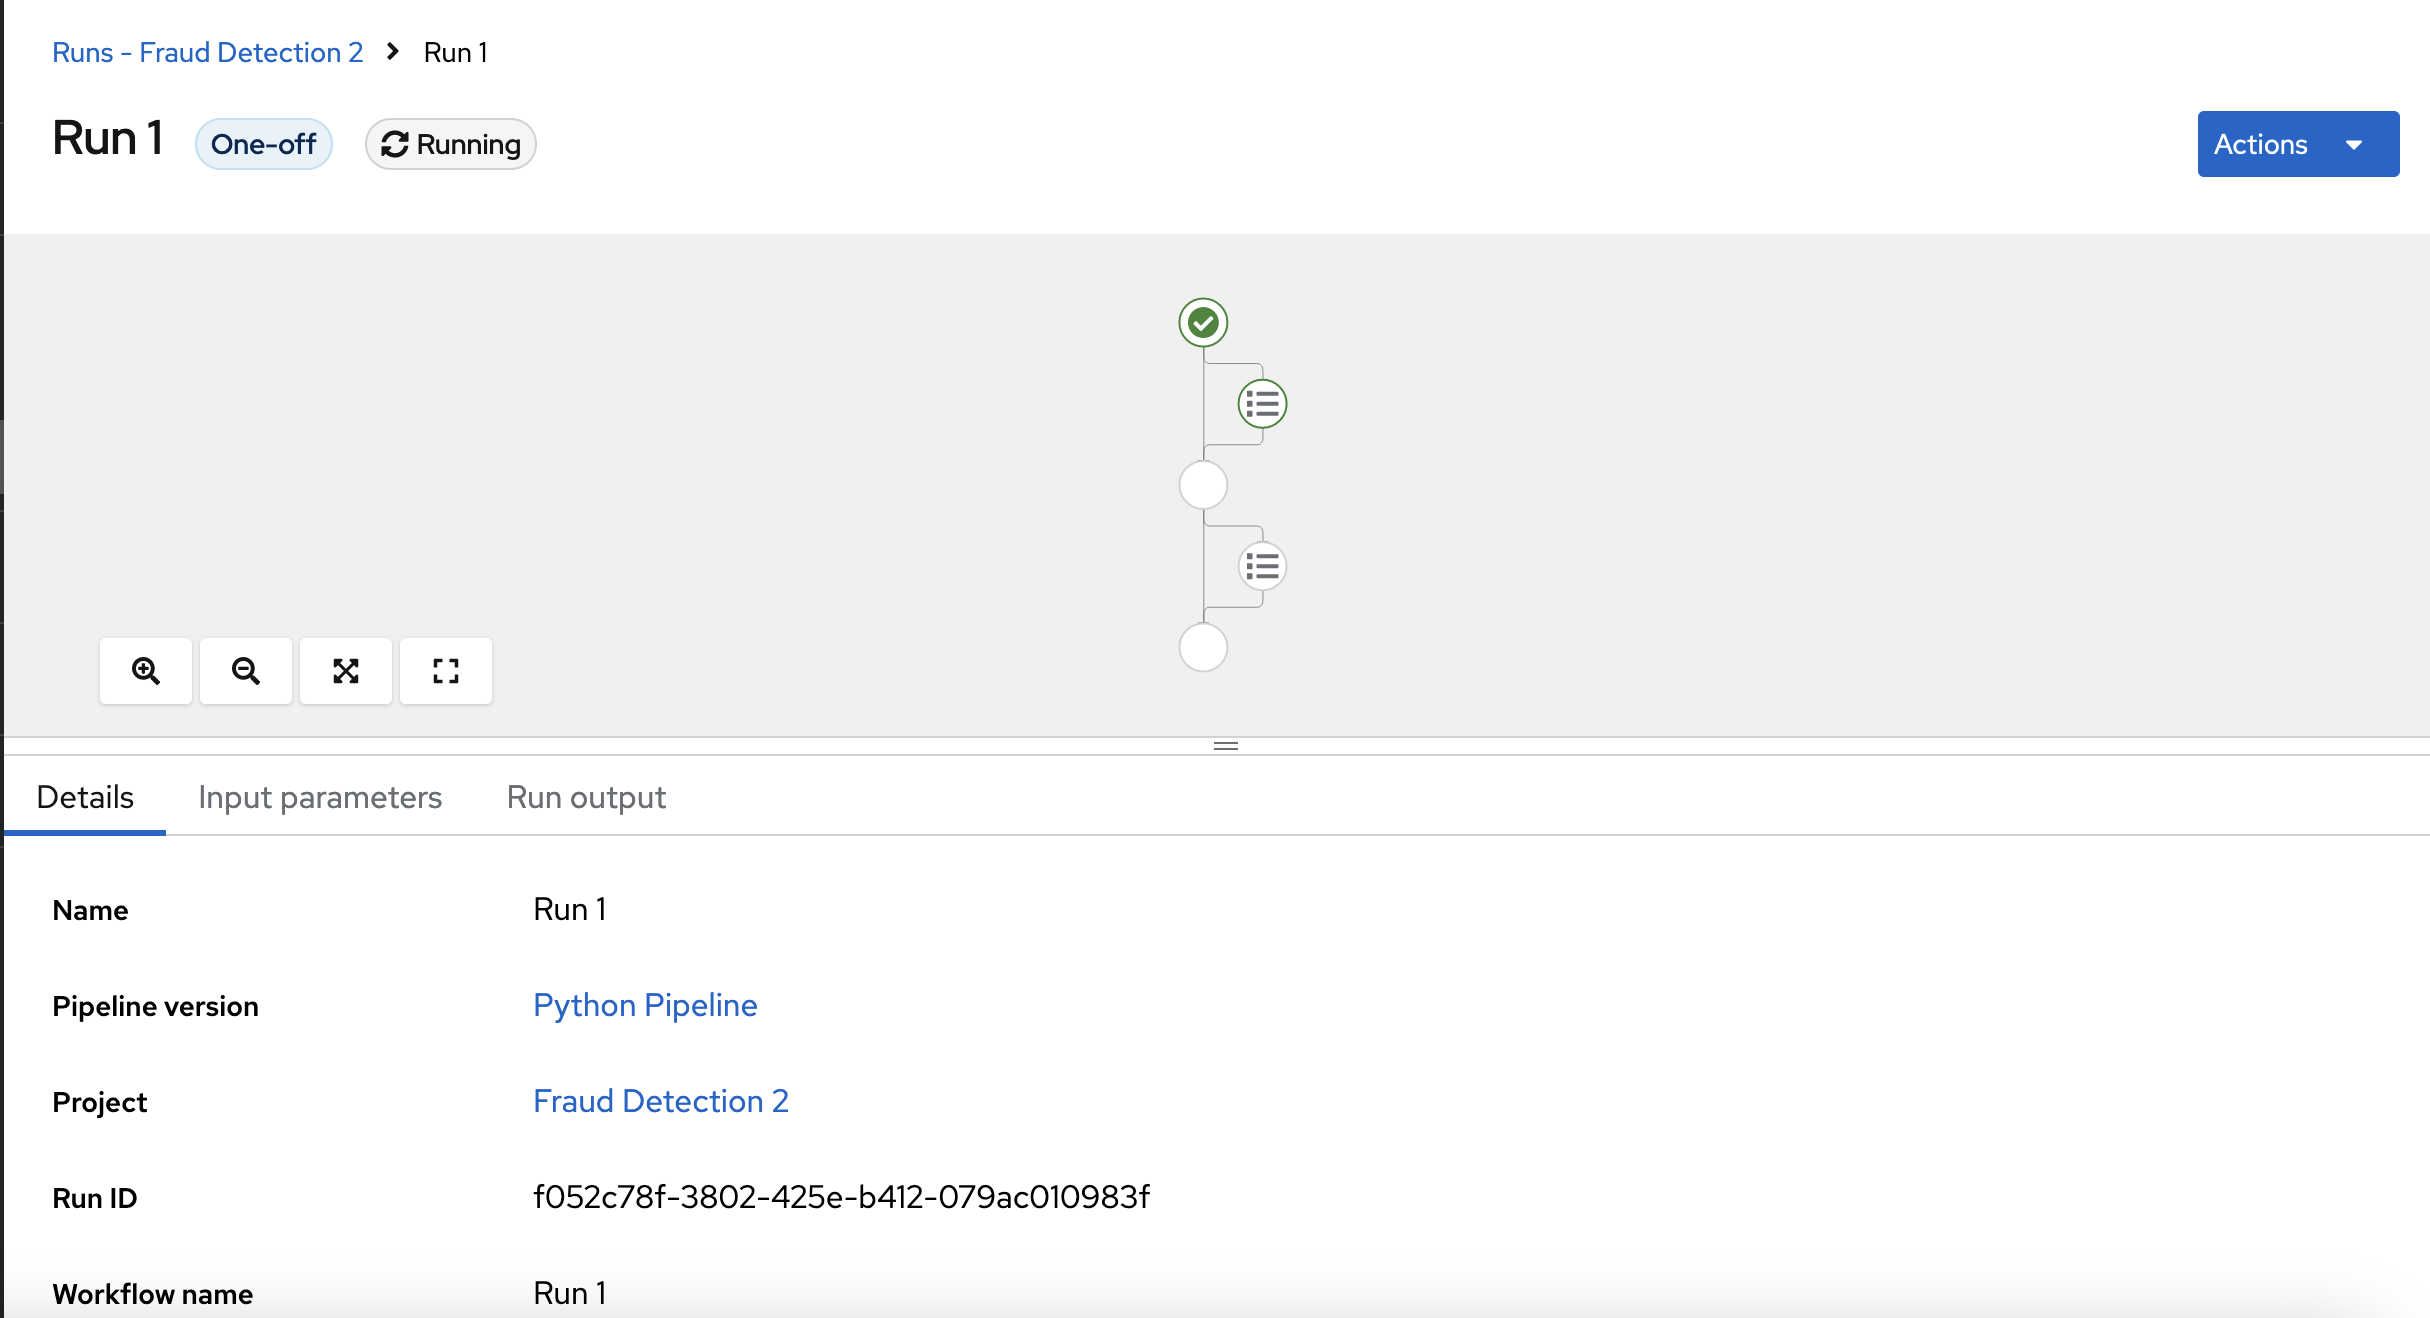 Runs - Fraud Detection 2 > Run 1
Run 1 One-off Running
Actions
Details Input parameters Run output
Name Run 1
Pipeline version Python Pipeline
Project Fraud Detection 2
Run ID f052c78f-3802-425e-b412-079ac010983f
Workflow name Run 1